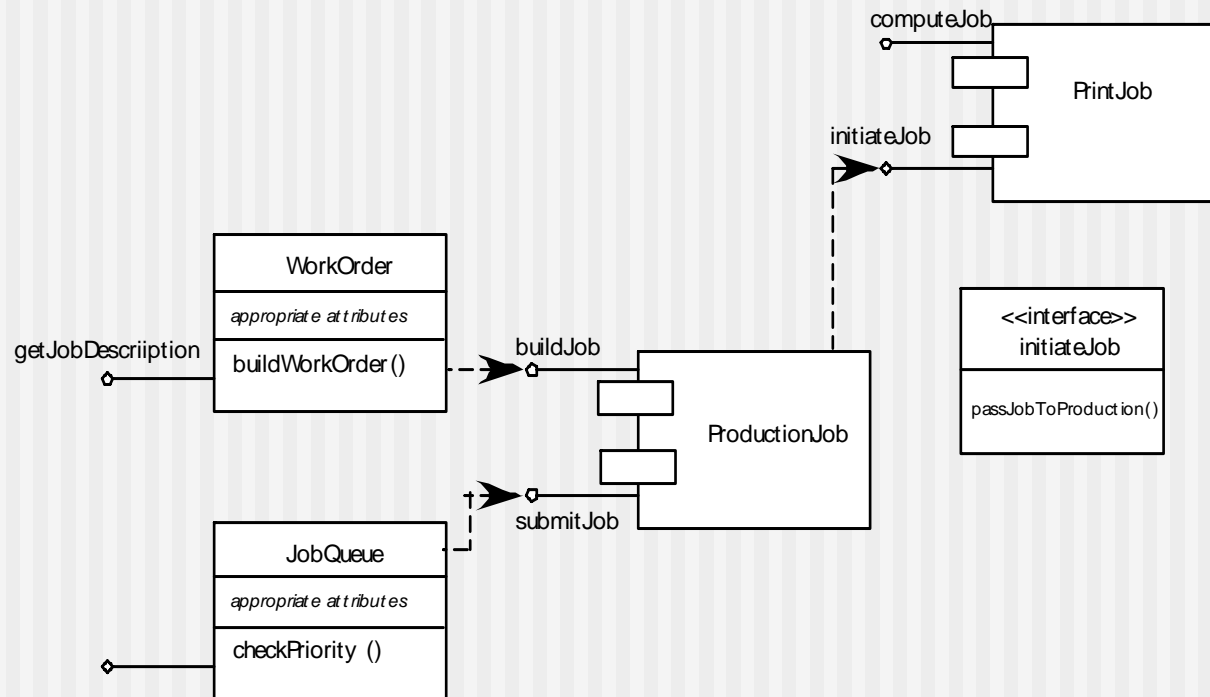 computeJob
PrintJob
initiateJob
WorkOrder
appropriate attributes
getJobDescriiption
buildWorkOrder()
buildJob
<<interface>>
initiateJob
passJobToProduction()
ProductionJob
submitJob
JobQueue
appropriate attributes
checkPriority ()